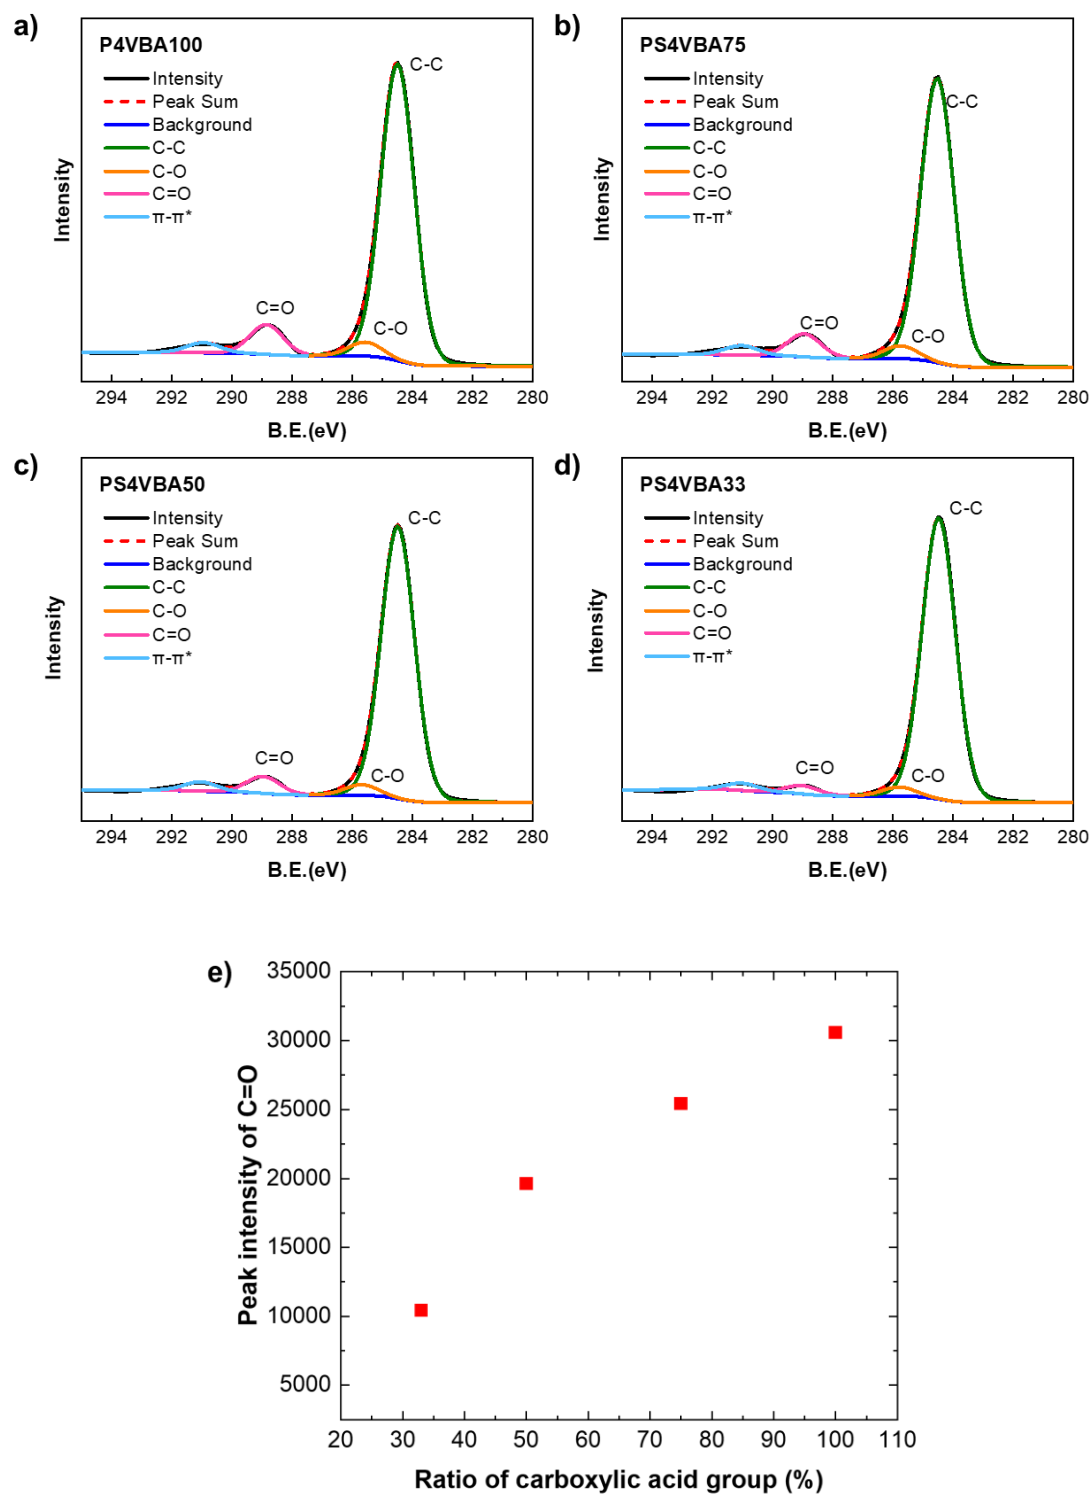 a)
P4VBA100
Intensity
Peak Sum
Background
C-C
C-O
C=O
π-π*
C-C
C=O
C-O
Intensity
294 292 290 288 286 284 282 280
B.E.(eV)
b)
PS4VBA75
Intensity
Peak Sum
Background
C-C
C-O
C=O
π-π*
C-C
C=O
C-O
Intensity
294 292 290 288 286 284 282 280
B.E.(eV)
c)
PS4VBA50
Intensity
Peak Sum
Background
C-C
C-O
C=O
π-π*
C-C
C=O
C-O
Intensity
294 292 290 288 286 284 282 280
B.E.(eV)
d)
PS4VBA33
Intensity
Peak Sum
Background
C-C
C-O
C=O
π-π*
C-C
C=O
C-O
Intensity
294 292 290 288 286 284 282 280
B.E.(eV)
e)
35000
30000
25000
20000
15000
10000
5000
Peak intensity of C=O
20 30 40 50 60 70 80 90 100 110
Ratio of carboxylic acid group (%)